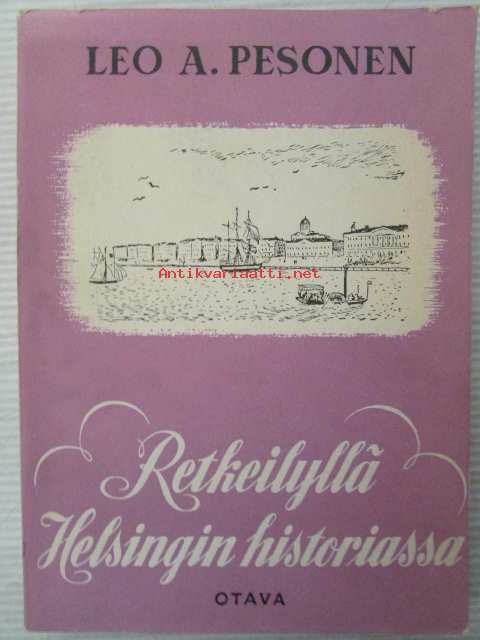 LEO A. PESONEN
Antikvariaatti.net
Retkeilyllä
Helsingin historiassa
OTAVA